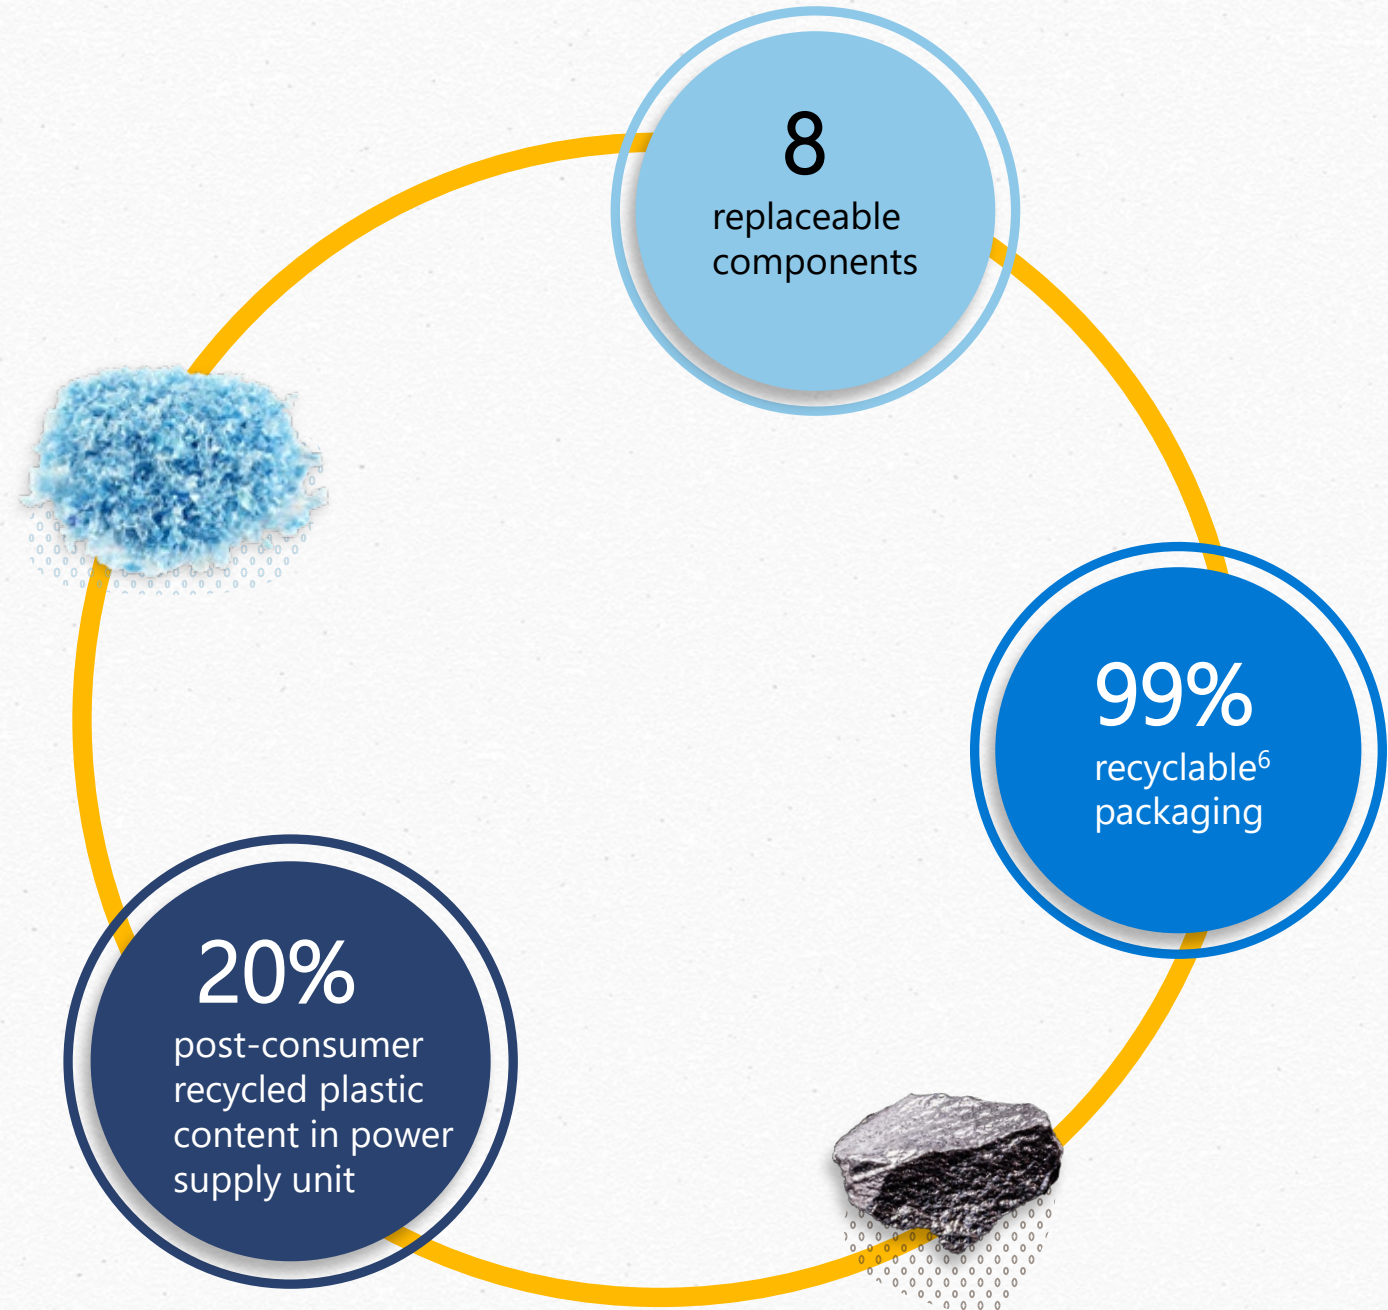 8
replaceable
components
99%
recyclable⁶
packaging
20%
post-consumer
recycled plastic
content in power
supply unit